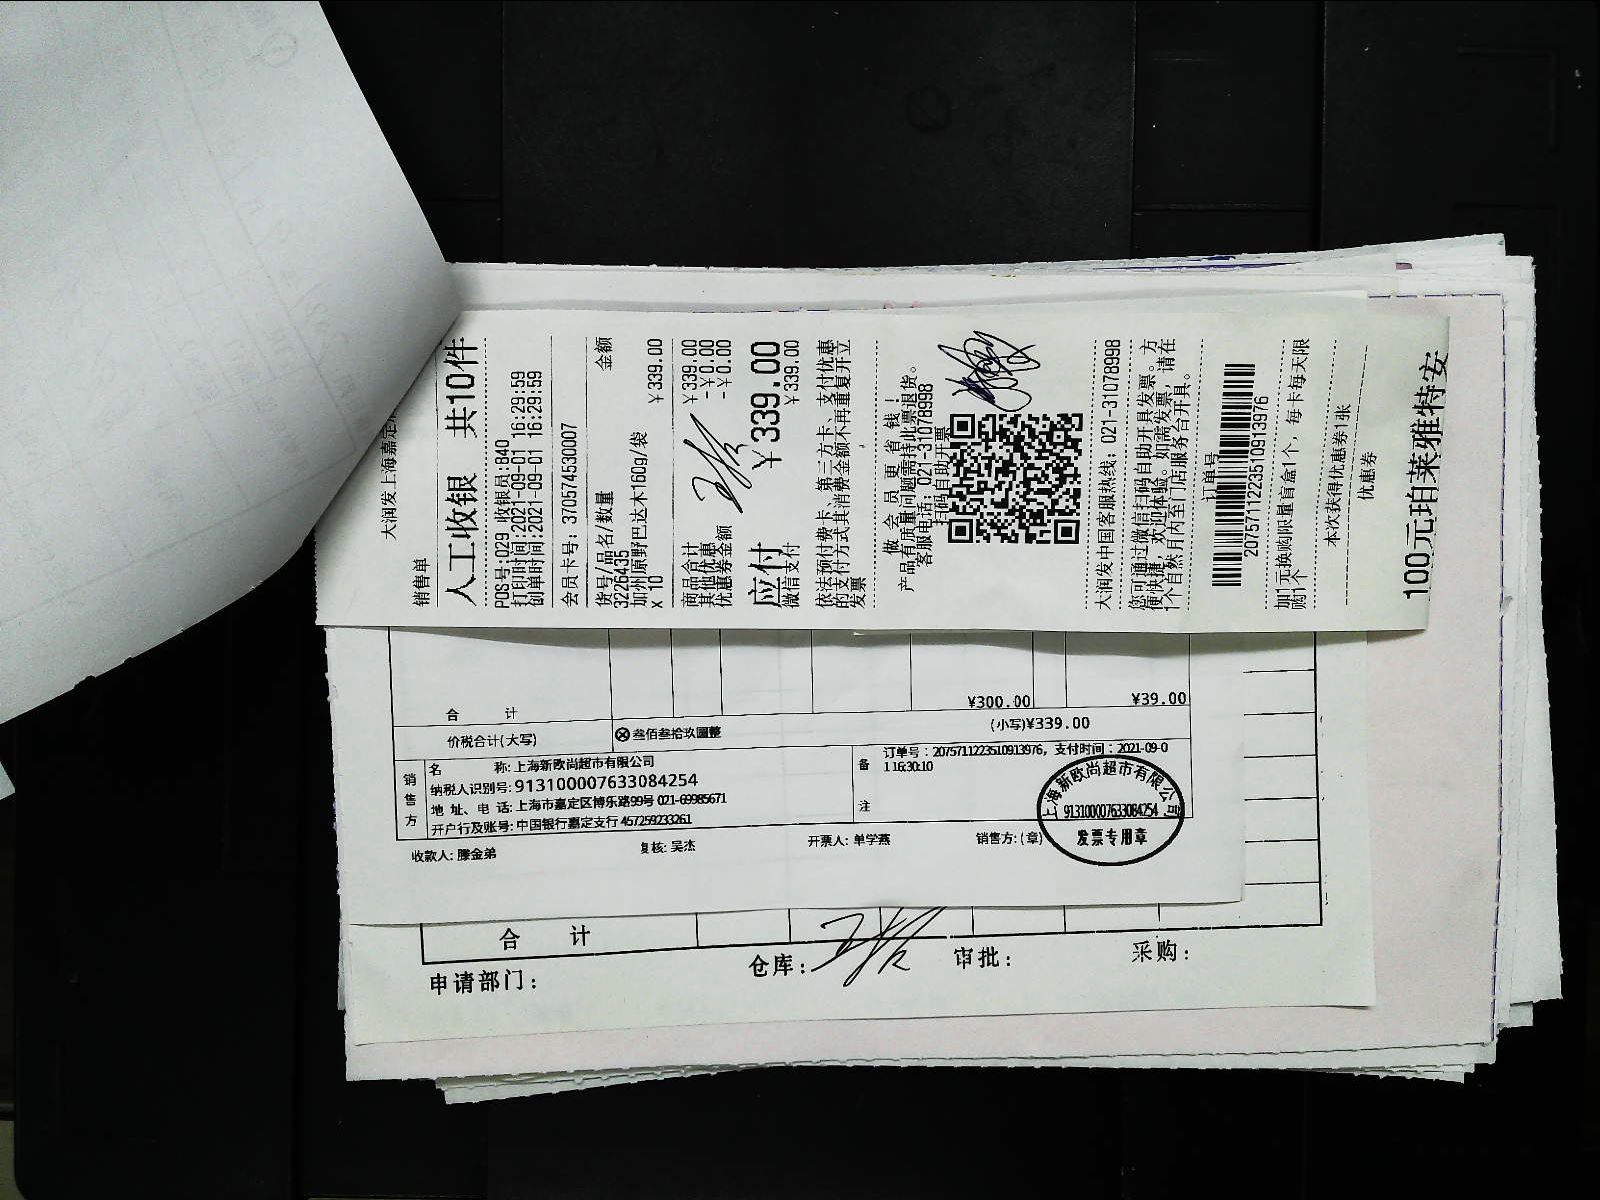 大润发上海嘉定
销售单
人工收银 共10件
POS号:029 收银员:B40
打印时间:2021-09-01 16:29:59
创单时间:2021-09-01 16:29:59
会员卡号: 370574530007
货号/品名/数量 金额
3226435
加州原野巴达木160g/袋
x 10 ￥339.00
商品合计 ￥339.00
其他优惠 -￥0.00
优惠券金额 -￥0.00
应付 ￥339.00
微信支付 ￥339.00
依法预付费卡、第三方卡、支付优惠
的支付方式其消费金额不再重复开立
发票
做 会 员 更 省 钱 !
产品有质量问题需持此票退货。
客服电话: 021-31078998
扫码自助开票
大润发中国客服热线: 021-31078998
您可通过微信扫码自助开具发票。方
便快捷，欢迎体验。如需发票，请在
1个自然月内至门店服务台开具。
订单号
2075711223510913976
加1元换购限量盲盒1个，每卡每天限
购1个
本次获得优惠券1张
优惠券
100元珀莱雅特安
合 计 ¥300.00 ¥39.00
价税合计(大写) ⊗叁佰叁拾玖圆整 (小写)¥339.00
销售方
名 称: 上海新欧尚超市有限公司
纳税人识别号: 913100007633084254
地 址、电 话: 上海市嘉定区博乐路99号 021-69985671
开户行及账号: 中国银行嘉定支行 457259233261
备注
订单号：2075711223510913976，支付时间：2021-09-0
1 16:30:10
上海新欧尚超市有限公司
913100007633084254
发票专用章
收款人: 滕金弟 复核: 吴杰 开票人: 单学燕 销售方: (章)
合 计
申请部门: 仓库: 审批: 采购: